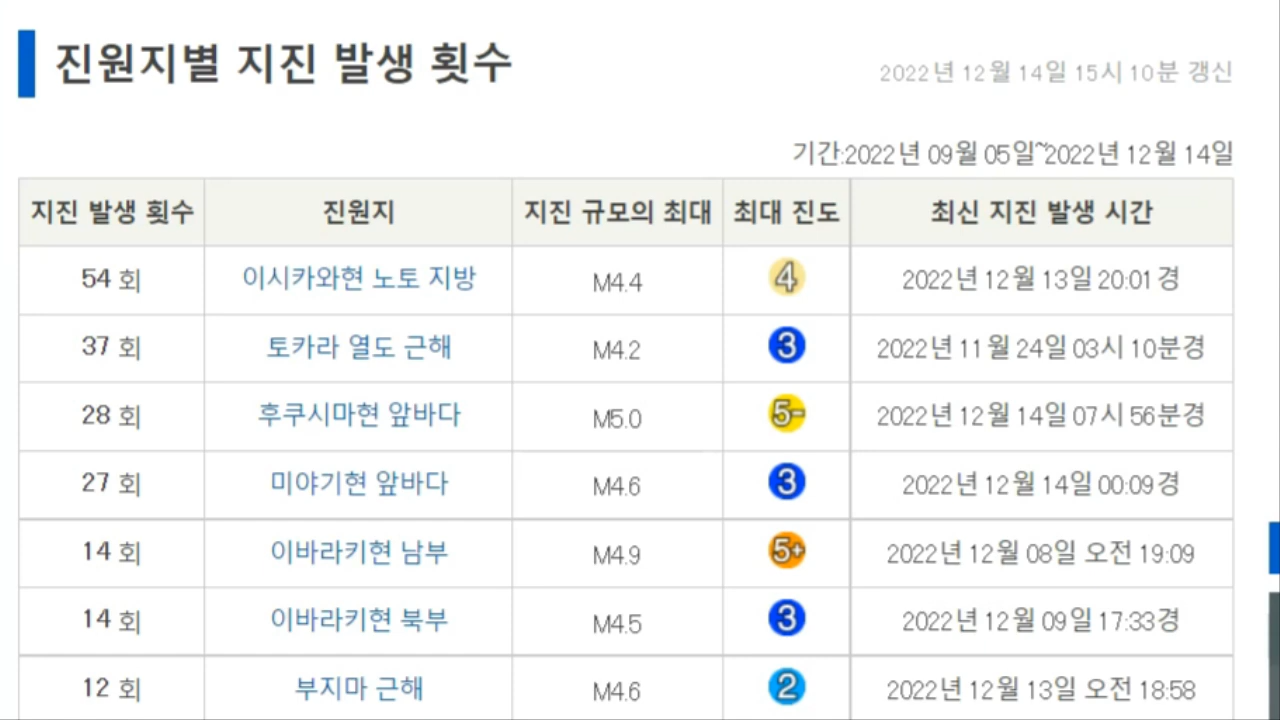 진원지별 지진 발생 횟수
2022년 12월 14일 15시 10분 갱신
기간:2022년 09월 05일~2022년 12월 14일
지진 발생 횟수 진원지 지진 규모의 최대 최대 진도 최신 지진 발생 시간
54 회 이시카와현 노토 지방 M4.4 4 2022년 12월 13일 20:01 경
37 회 토카라 열도 근해 M4.2 3 2022년 11월 24일 03시 10분경
28 회 후쿠시마현 앞바다 M5.0 5- 2022년 12월 14일 07시 56분경
27 회 미야기현 앞바다 M4.6 3 2022년 12월 14일 00:09경
14 회 이바라키현 남부 M4.9 5+ 2022년 12월 08일 오전 19:09
14 회 이바라키현 북부 M4.5 3 2022년 12월 09일 17:33경
12 회 부지마 근해 M4.6 2 2022년 12월 13일 오전 18:58